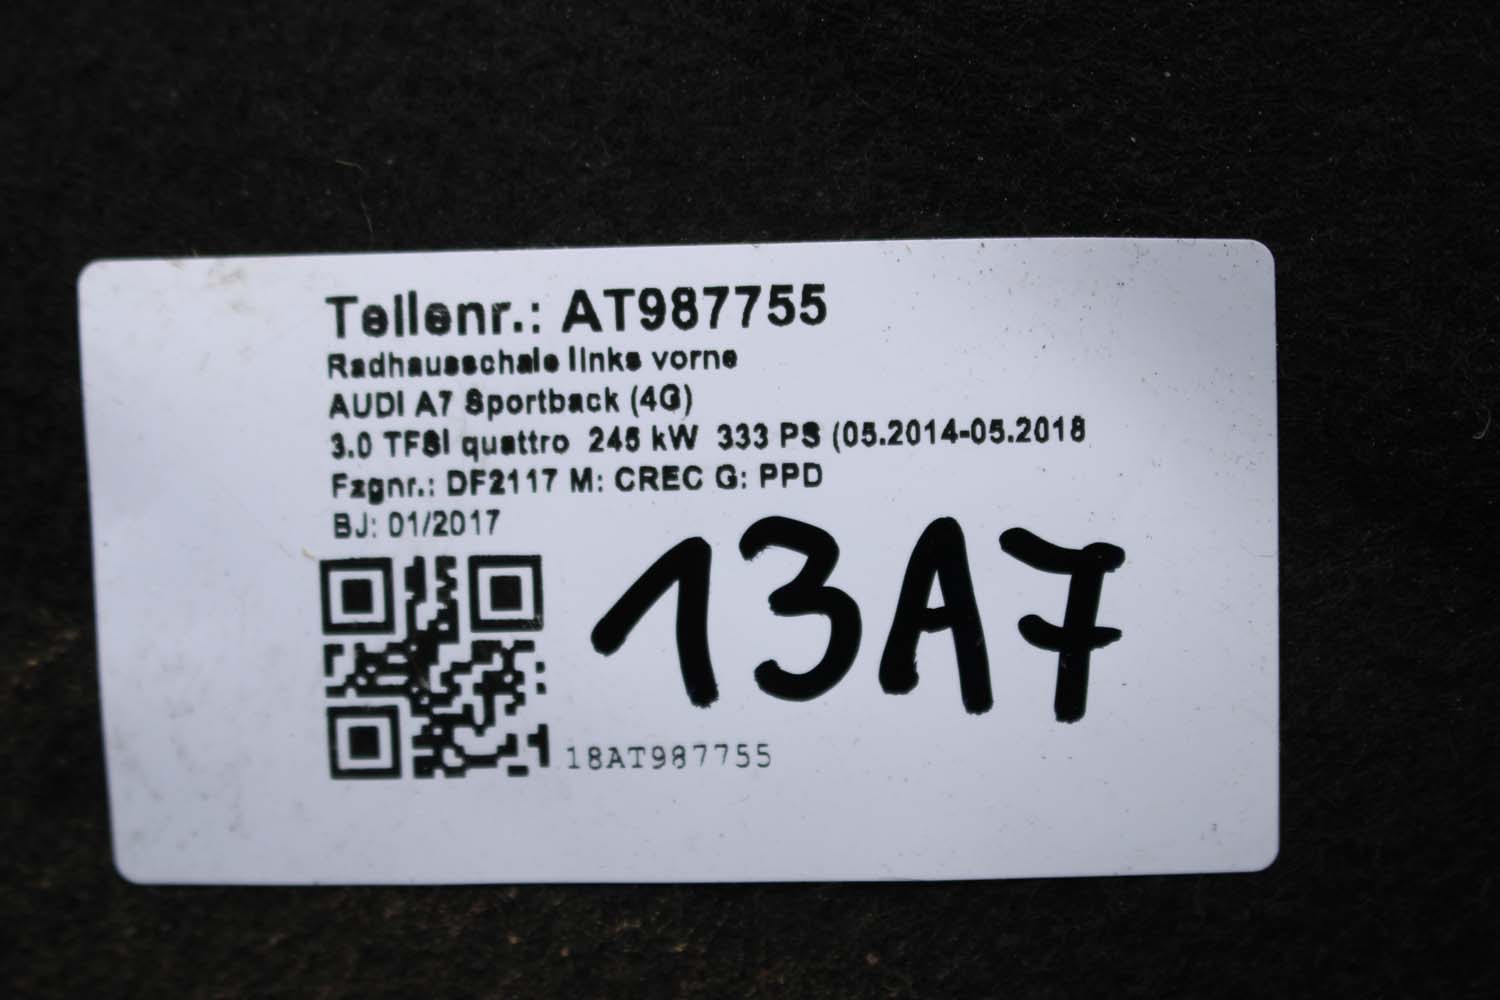 Teilenr.: AT987755
Radhausschale links vorne
AUDI A7 Sportback (4G)
3.0 TFSI quattro 245 kW 333 PS (05.2014-05.2018
Fzgnr.: DF2117 M: CREC G: PPD
BJ: 01/2017
13A7
18AT987755